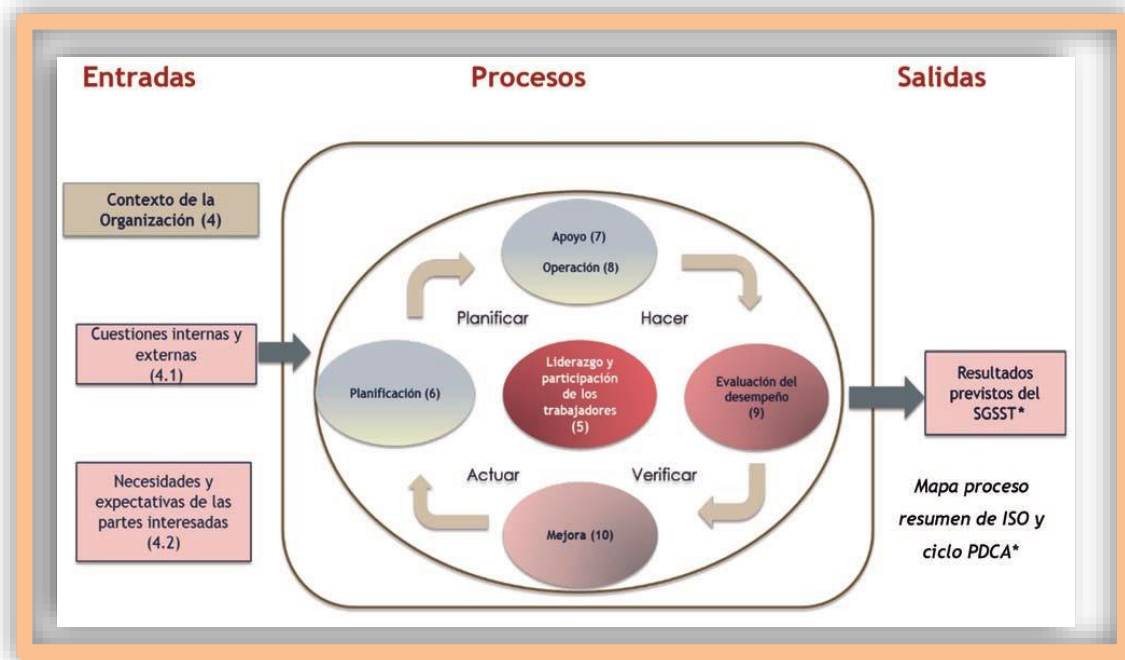 Entradas
Procesos
Salidas
Contexto de la
Organización (4)
Cuestiones internas y
externas
(4.1)
Necesidades y
expectativas de las
partes interesadas
(4.2)
Apoyo (7)
Operación (8)
Planificar
Hacer
Planificación (6)
Liderazgo y
participación
de los
trabajadores
(5)
Evaluación del
desempeño
(9)
Actuar
Verificar
Mejora (10)
Resultados
previstos del
SGSST*
Mapa proceso
resumen de ISO y
ciclo PDCA*